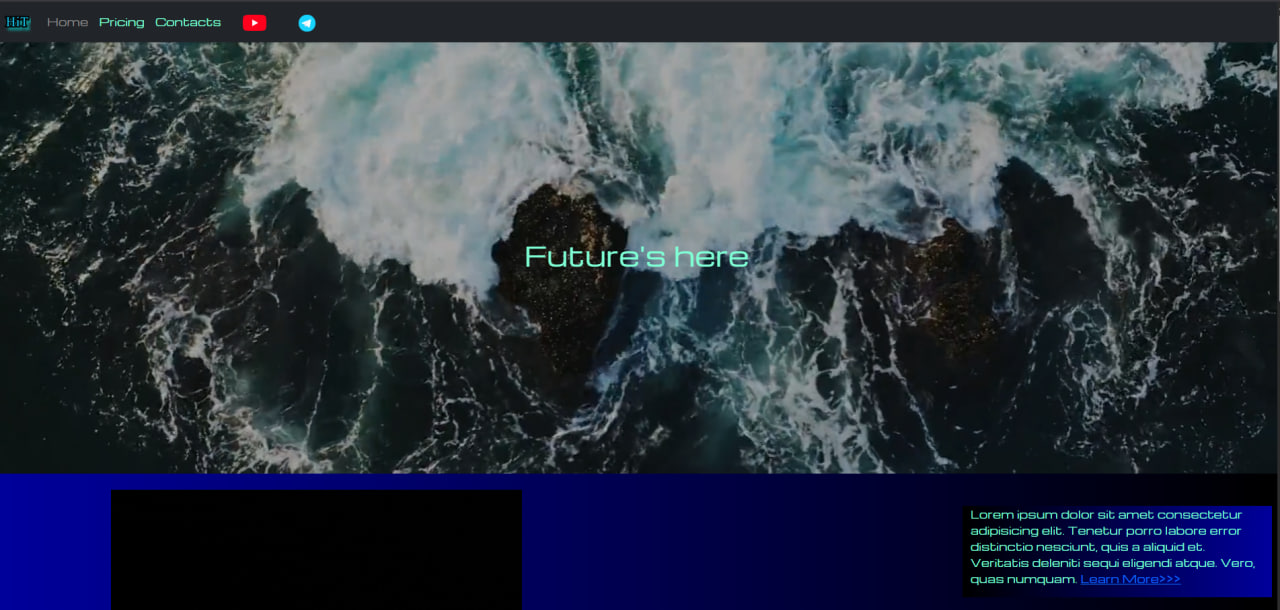 HiT Home Pricing Contacts
Future's here
Lorem ipsum dolor sit amet consectetur
adipisicing elit. Tenetur porro labore error
distinctio nesciunt, quis a aliquid et.
Veritatis deleniti sequi eligendi atque. Vero,
quas numquam. Learn More>>>